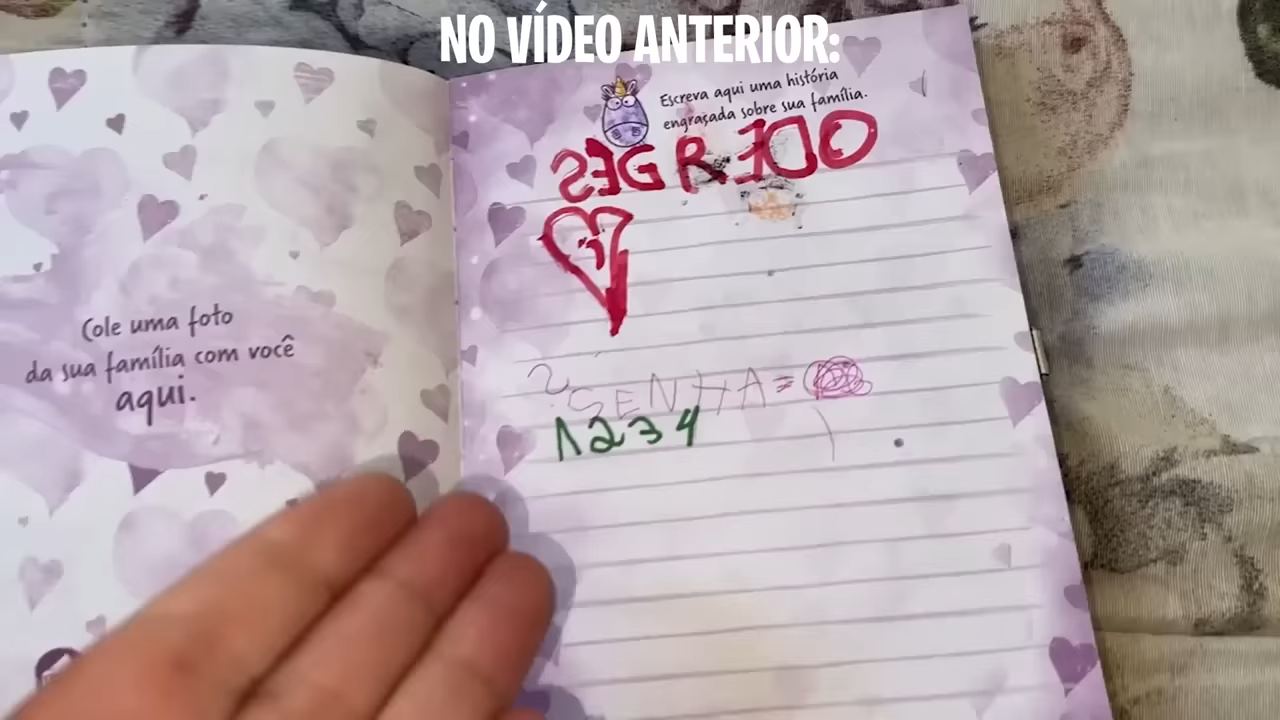 NO VÍDEO ANTERIOR:
Cole uma foto
da sua família com você
aqui.
Escreva aqui uma história
engraçada sobre sua família.
SEGREDO
SENHA=
1234